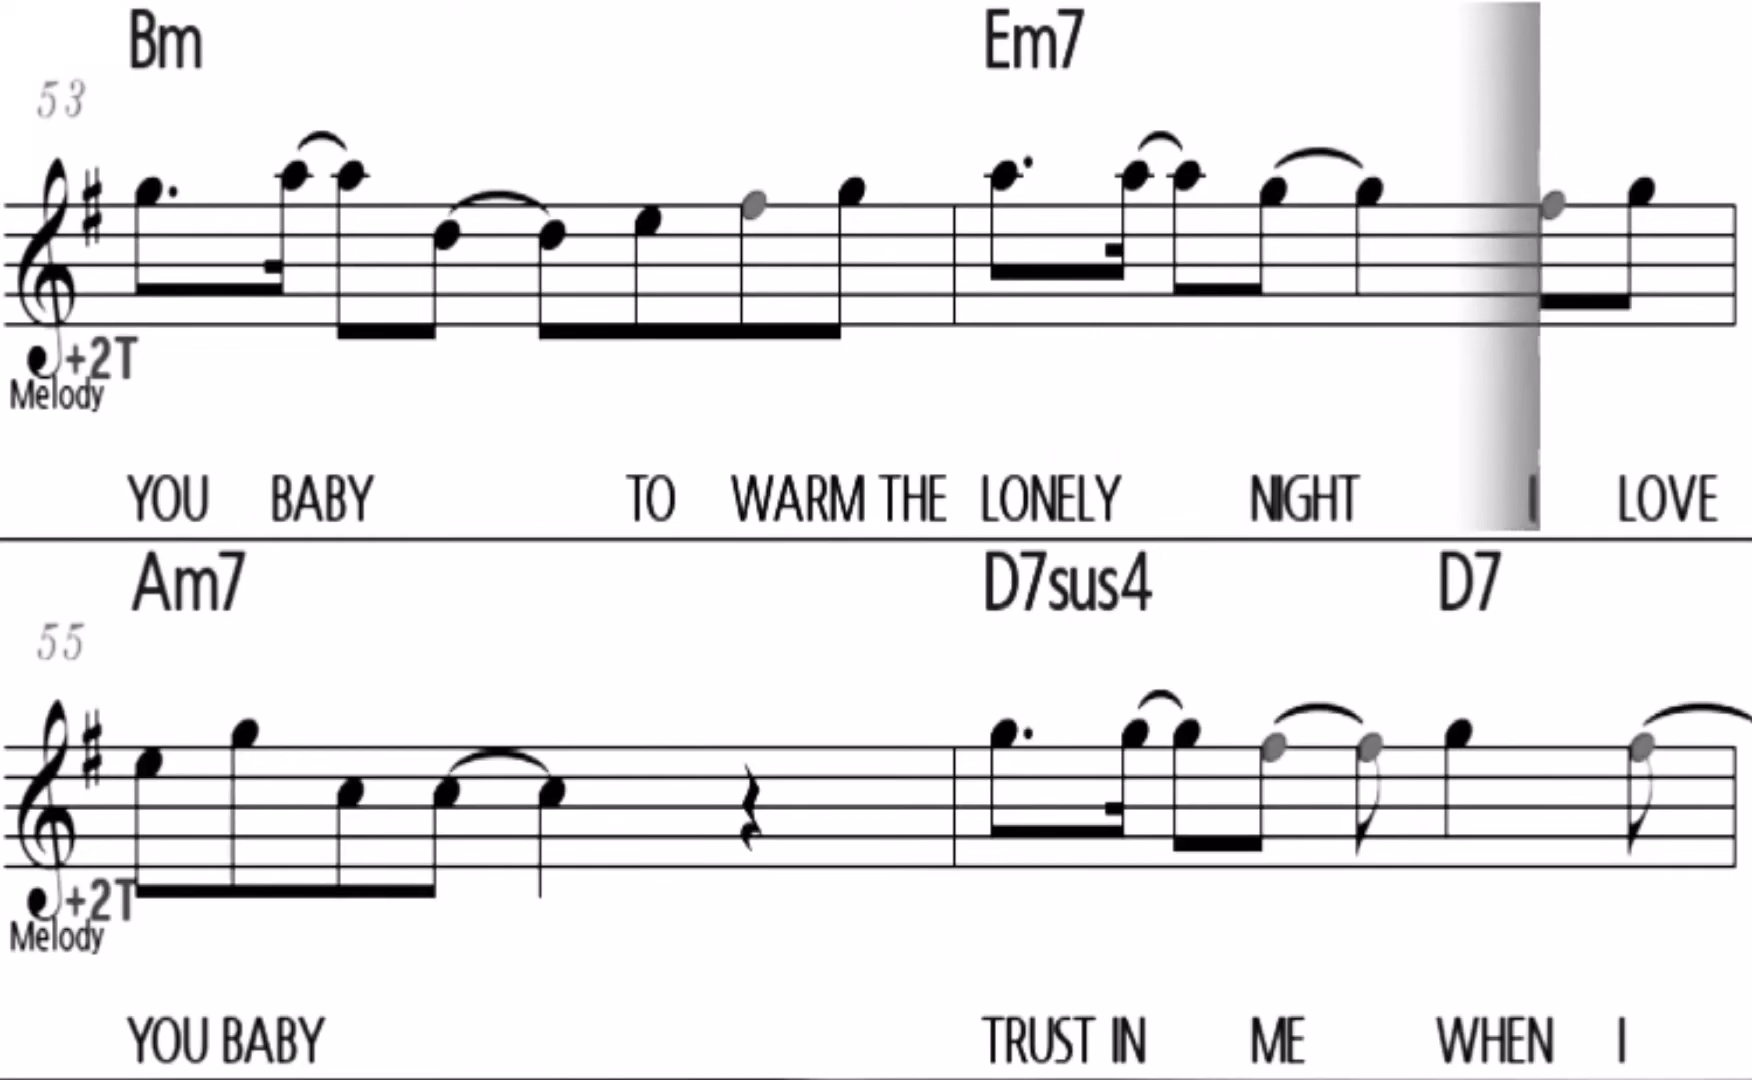 Bm Em7
53
+2T
Melody
YOU BABY TO WARM THE LONELY NIGHT I LOVE
Am7 D7sus4 D7
55
+2T
Melody
YOU BABY TRUST IN ME WHEN I